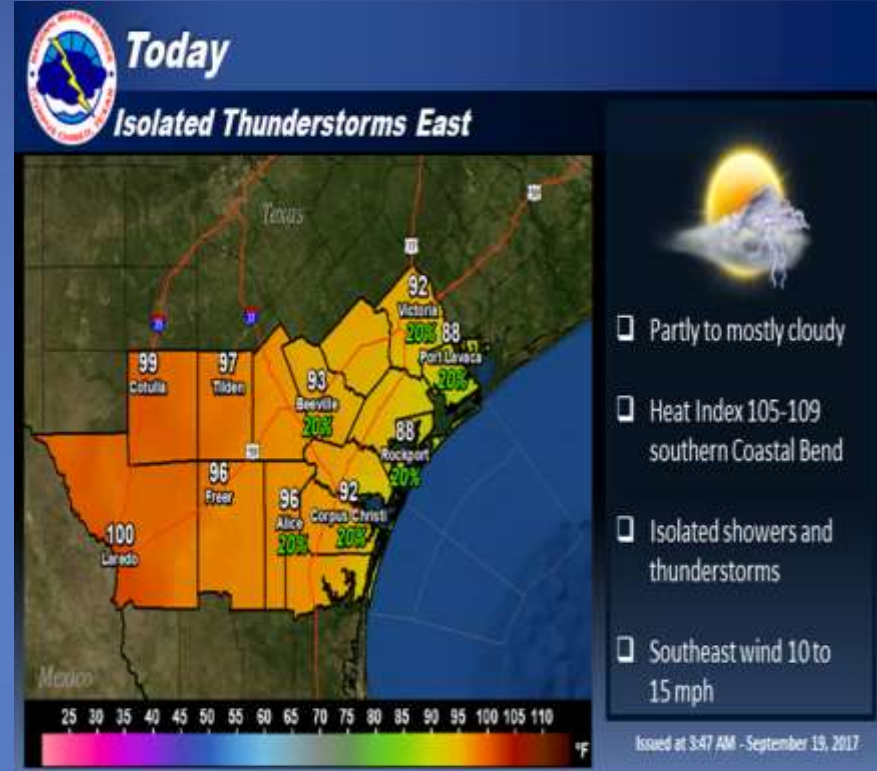 Today
Isolated Thunderstorms East
Texas
92
Victoria
20%
88
Port Lavaca
20%
99
Cotulla
97
Tilden
93
Beeville
20%
88
Rockport
20%
96
Freer
96
Alice
20%
92
Corpus Christi
20%
100
Laredo
Mexico
25 30 35 40 45 50 55 60 65 70 75 80 85 90 95 100 105 110
°F
Partly to mostly cloudy
Heat Index 105-109
southern Coastal Bend
Isolated showers and
thunderstorms
Southeast wind 10 to
15 mph
Issued at 3:47 AM - September 19, 2017